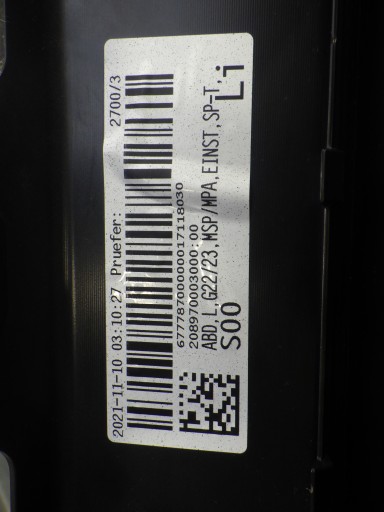 2021-11-10 03:10:27 Pruefer: 2700/3
67778700000017118030
208970003000:00
ABD,L,G22/23,MSP/MPA,EINST,SP-T,
S00 Li